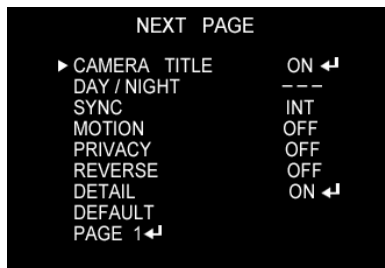 NEXT PAGE
▶ CAMERA TITLE ON ↵
DAY / NIGHT – – –
SYNC INT
MOTION OFF
PRIVACY OFF
REVERSE OFF
DETAIL ON ↵
DEFAULT
PAGE 1↵